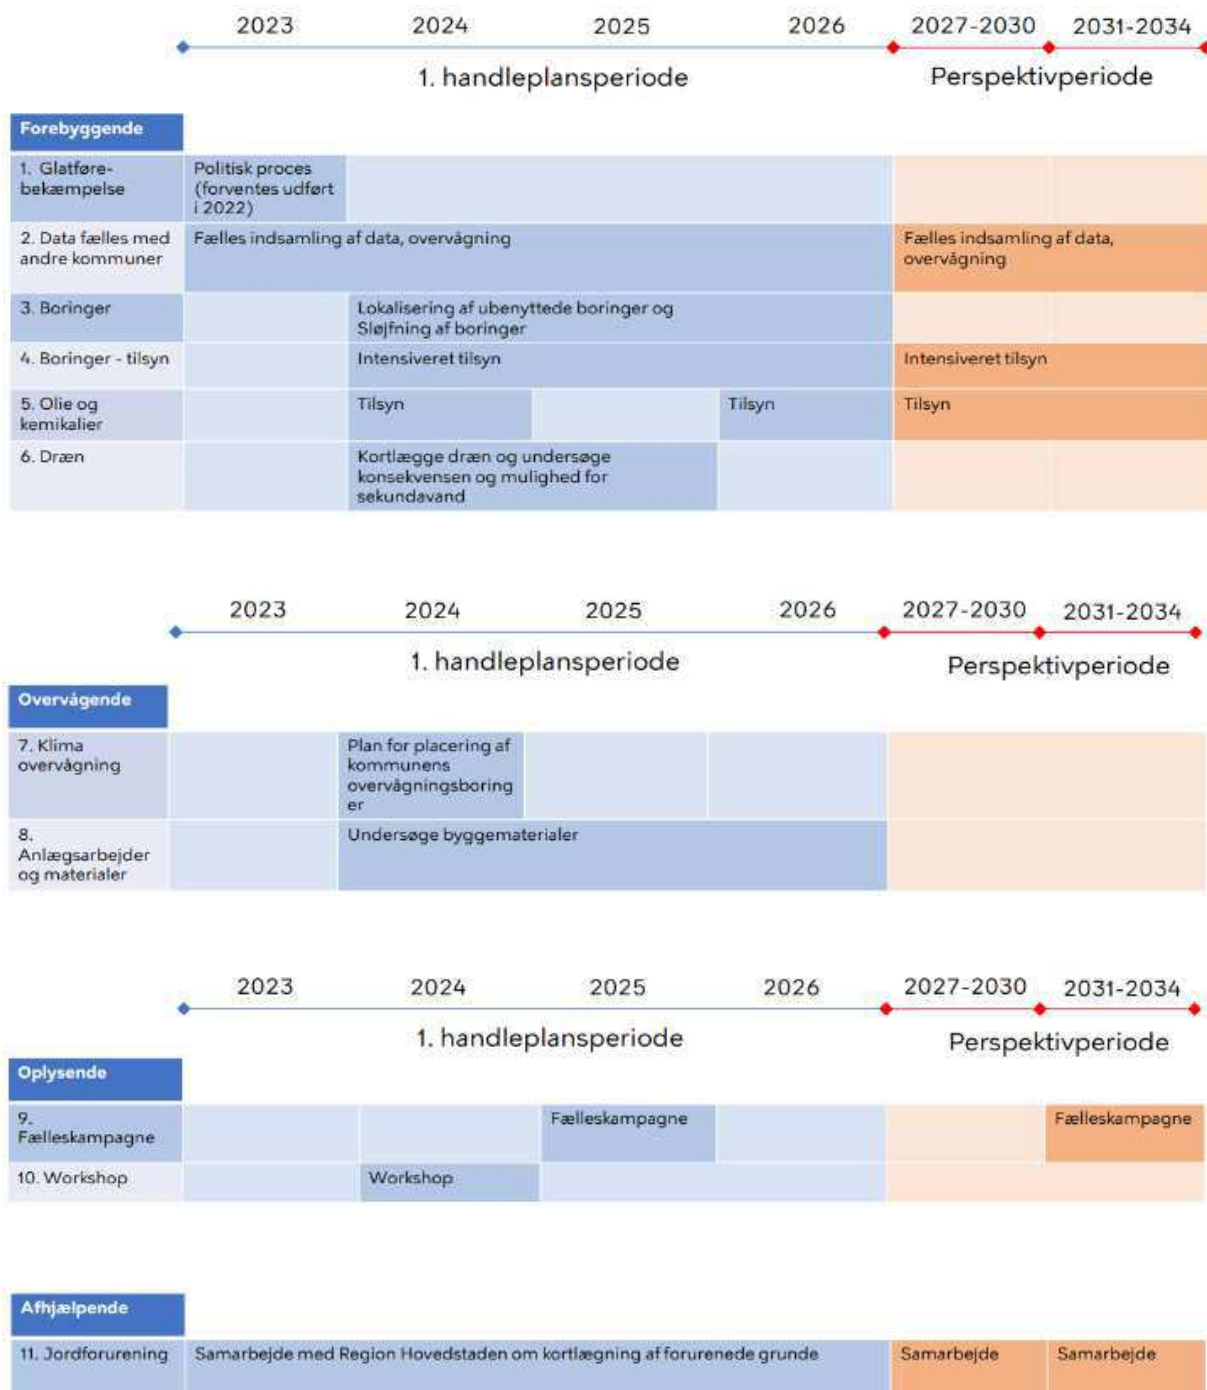 2023 2024 2025 2026 2027-2030 2031-2034
1. handleplansperiode Perspektivperiode
Forebyggende
1. Glatføre-
bekæmpelse
Politisk proces
(forventes udført
i 2022)
2. Data fælles med
andre kommuner
Fælles indsamling af data, overvågning
Fælles indsamling af data,
overvågning
3. Boringer
Lokalisering af ubenyttede boringer og
Sløjfning af boringer
4. Boringer - tilsyn
Intensiveret tilsyn
Intensiveret tilsyn
5. Olie og
kemikalier
Tilsyn
Tilsyn
Tilsyn
6. Dræn
Kortlægge dræn og undersøge
konsekvensen og mulighed for
sekundavand
2023 2024 2025 2026 2027-2030 2031-2034
1. handleplansperiode Perspektivperiode
Overvågende
7. Klima
overvågning
Plan for placering af
kommunens
overvågningsboring
er
8.
Anlægsarbejder
og materialer
Undersøge byggematerialer
2023 2024 2025 2026 2027-2030 2031-2034
1. handleplansperiode Perspektivperiode
Oplysende
9.
Fælleskampagne
Fælleskampagne
Fælleskampagne
10. Workshop
Workshop
Afhjælpende
11. Jordforurening
Samarbejde med Region Hovedstaden om kortlægning af forurenede grunde
Samarbejde
Samarbejde